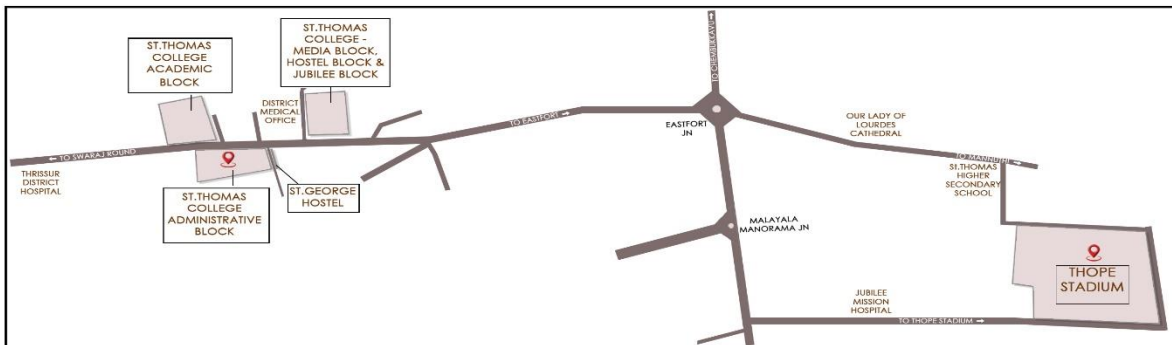 ST.THOMAS
COLLEGE
ACADEMIC
BLOCK
ST.THOMAS
COLLEGE -
MEDIA BLOCK,
HOSTEL BLOCK &
JUBILEE BLOCK
DISTRICT
MEDICAL
OFFICE
← TO SWARAJ ROUND
THRISSUR
DISTRICT
HOSPITAL
ST.THOMAS
COLLEGE
ADMINISTRATIVE
BLOCK
ST.GEORGE
HOSTEL
TO EASTFORT →
TO CHEMBUKKAVU →
EASTFORT
JN
OUR LADY OF
LOURDES
CATHEDRAL
TO MANNUTHI →
ST.THOMAS
HIGHER
SECONDARY
SCHOOL
MALAYALA
MANORAMA JN
THOPE
STADIUM
JUBILEE
MISSION
HOSPITAL
TO THOPE STADIUM →